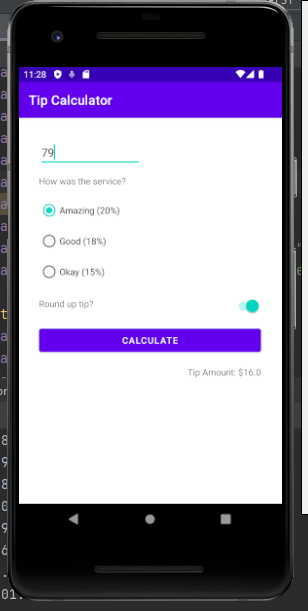 11:28
Tip Calculator
79
How was the service?
Amazing (20%)
Good (18%)
Okay (15%)
Round up tip?
CALCULATE
Tip Amount: $16.0